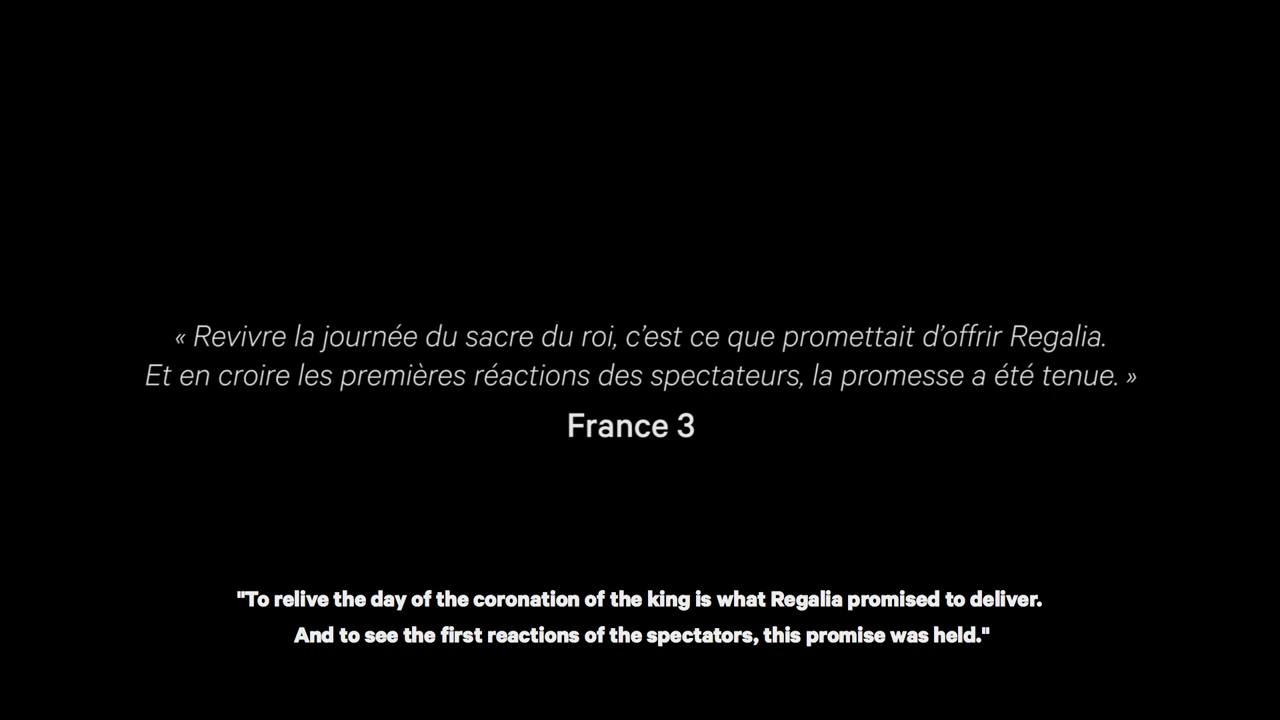 « Revivre la journée du sacre du roi, c’est ce que promettait d’offrir Regalia.
Et en croire les premières réactions des spectateurs, la promesse a été tenue. »
France 3
"To relive the day of the coronation of the king is what Regalia promised to deliver.
And to see the first reactions of the spectators, this promise was held."